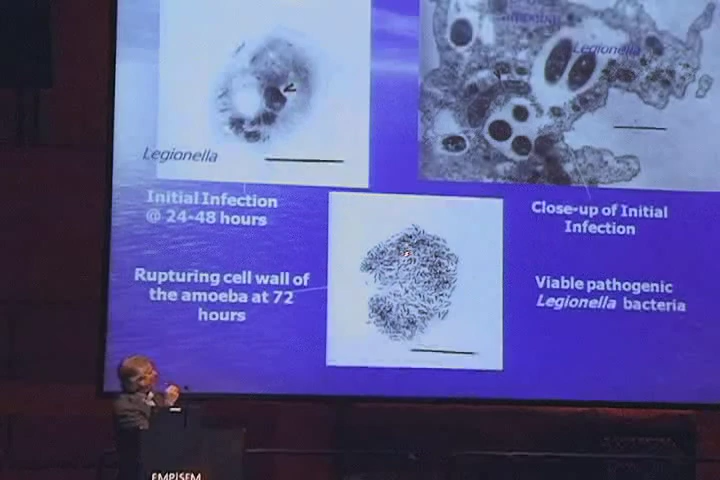 Legionella
Legionella
Initial Infection
@ 24-48 hours
Close-up of Initial
Infection
Rupturing cell wall of
the amoeba at 72
hours
Viable pathogenic
Legionella bacteria